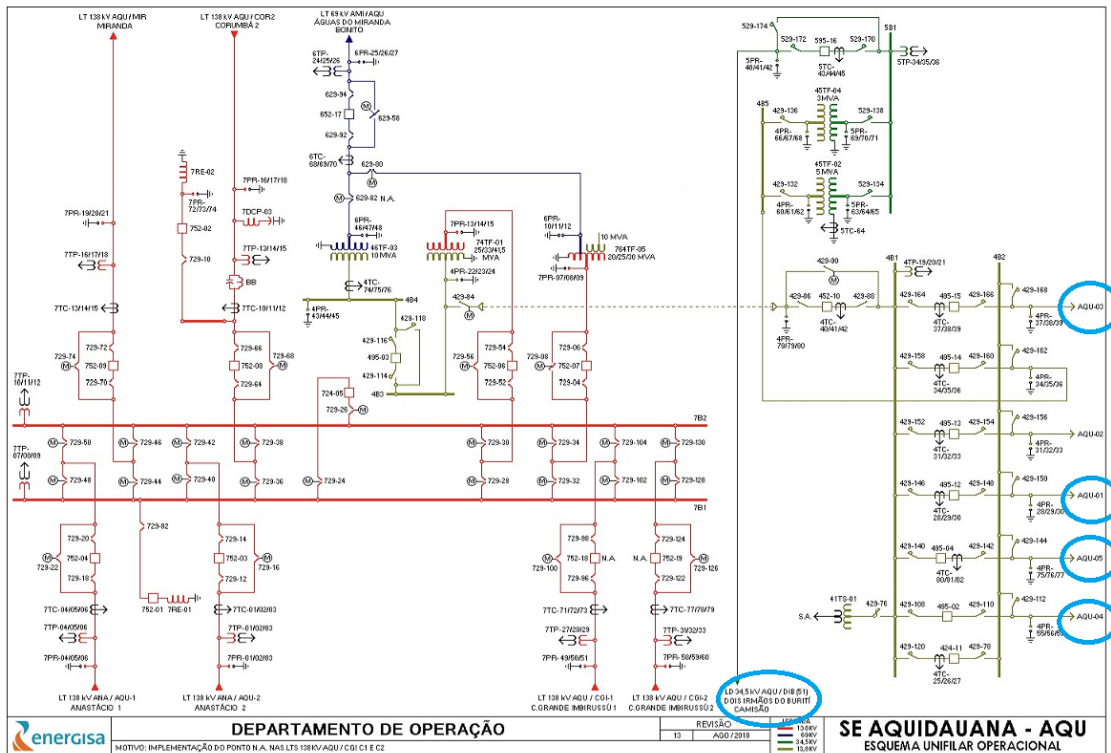 LT 138 kV AQU / MIR
MIRANDA
LT 138 kV AQU / COR2
CORUMBÁ 2
LT 69 kV AMI / AQU
ÁGUAS DO MIRANDA
BONITO
6TP-
24/25/26
6PR-25/26/27
629-94
652-17
M
629-58
629-92
6TC-
68/69/70
629-80
M
M
629-82 N.A.
6PR-
46/47/48
46TF-03
10 MVA
4TC-
74/75/76
4PR-
43/44/45
4B4
429-118
429-116
495-03
429-114
4B3
7RE-02
7PR-
72/73/74
752-02
729-10
7PR-16/17/18
7DCP-03
7TP-13/14/15
BB
7TC-10/11/12
7PR-19/20/21
7TP-16/17/18
7TC-13/14/15
729-72
729-74
M
752-09
729-70
729-66
729-68
752-08
M
729-64
7PR-13/14/15
74TF-01
25/33/41,5
MVA
4PR-22/23/24
429-84
M
6PR-
10/11/12
10 MVA
764TF-05
20/25/30 MVA
7PR-07/08/09
729-54
729-56
M
752-06
729-52
729-06
729-08
M
752-07
729-04
724-05
729-26
M
7TP-
10/11/12
7B2
7TP-
07/08/09
M
729-50
M
729-46
M
729-42
M
729-38
M
729-30
M
729-34
M
729-104
M
729-130
M
729-48
M
729-44
M
729-40
M
729-36
M
729-24
M
729-28
M
729-32
M
729-102
M
729-128
7B1
729-02
752-01
7RE-01
729-20
752-04
M
729-22
729-18
7TC-04/05/06
7TP-04/05/06
7PR-04/05/06
LT 138 kV ANA / AQU-1
ANASTÁCIO 1
729-14
752-03
M
729-16
729-12
7TC-01/02/03
7TP-01/02/03
7PR-01/02/03
LT 138 kV ANA / AQU-2
ANASTÁCIO 2
729-98
752-18
N.A.
M
729-100
729-96
7TC-71/72/73
7TP-27/28/29
7PR-49/50/51
LT 138 kV AQU / CGI-1
C.GRANDE IMBIRUSSÚ 1
729-124
N.A.
752-19
M
729-126
729-122
7TC-77/78/79
7TP-31/32/33
7PR-58/59/60
LT 138 kV AQU / CGI-2
C.GRANDE IMBIRUSSÚ 2
529-174
529-172
595-16
529-170
5B1
5PR-
40/41/42
5TC-
43/44/45
5TP-34/35/36
4B5
45TF-04
3 MVA
429-136
529-138
4PR-
66/67/68
5PR-
69/70/71
45TF-02
5 MVA
429-132
529-134
4PR-
60/61/62
5PR-
63/64/65
5TC-64
429-90
M
429-86
452-10
429-88
4TC-
40/41/42
4PR-
78/79/80
4B1
4TP-19/20/21
4B2
429-164
495-15
429-166
429-168
4TC-
37/38/39
4PR-
37/38/39
AQU-03
429-158
495-14
429-160
429-162
4TC-
34/35/36
4PR-
34/35/36
429-152
495-13
429-154
429-156
4TC-
31/32/33
4PR-
31/32/33
AQU-02
429-146
495-12
429-148
429-150
4TC-
28/29/30
4PR-
28/29/30
AQU-01
429-140
495-04
429-142
429-144
4TC-
80/81/82
4PR-
75/76/77
AQU-05
41TS-01
S.A.
429-76
429-108
495-02
429-110
429-112
4PR-
55/56/57
AQU-04
429-120
424-11
429-78
4TC-
25/26/27
LD 34,5 kV AQU / DIB (51)
DOIS IRMÃOS DO BURITI
CAMISÃO
energisa
DEPARTAMENTO DE OPERAÇÃO
MOTIVO: IMPLEMENTAÇÃO DO PONTO N.A. NAS LTS 138KV AQU / CGI C1 E C2
REVISÃO
13
AGO / 2018
138KV
69KV
34,5KV
13,8KV
SE AQUIDAUANA - AQU
ESQUEMA UNIFILAR OPERACIONAL